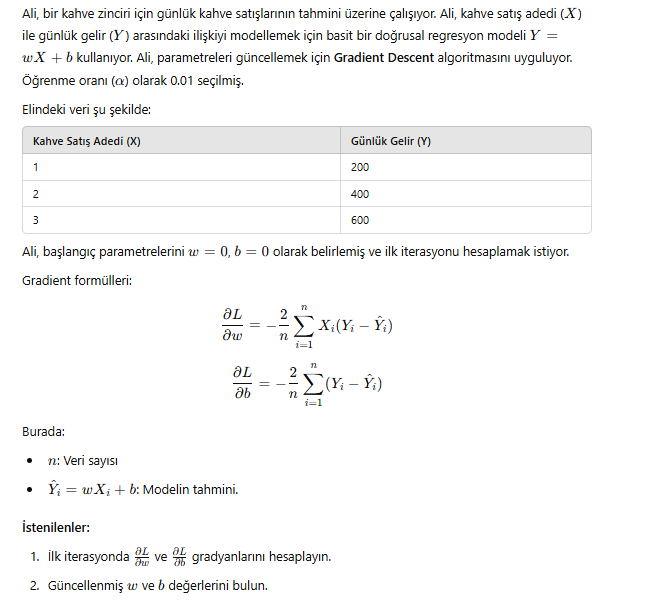 Ali, bir kahve zinciri için günlük kahve satışlarının tahmini üzerine çalışıyor. Ali, kahve satış adedi (X)
ile günlük gelir (Y) arasındaki ilişkiyi modellemek için basit bir doğrusal regresyon modeli Y =
wX + b kullanıyor. Ali, parametreleri güncellemek için Gradient Descent algoritmasını uyguluyor.
Öğrenme oranı (α) olarak 0.01 seçilmiş.
Elindeki veri şu şekilde:
Kahve Satış Adedi (X) Günlük Gelir (Y)
1 200
2 400
3 600
Ali, başlangıç parametrelerini w = 0, b = 0 olarak belirlemiş ve ilk iterasyonu hesaplamak istiyor.
Gradient formülleri:
∂L/∂w = −2/n ∑_{i=1}^{n} X_i(Y_i − Ŷ_i)
∂L/∂b = −2/n ∑_{i=1}^{n} (Y_i − Ŷ_i)
Burada:
• n: Veri sayısı
• Ŷ_i = wX_i + b: Modelin tahmini.
İstenilenler:
1. İlk iterasyonda ∂L/∂w ve ∂L/∂b gradyanlarını hesaplayın.
2. Güncellenmiş w ve b değerlerini bulun.